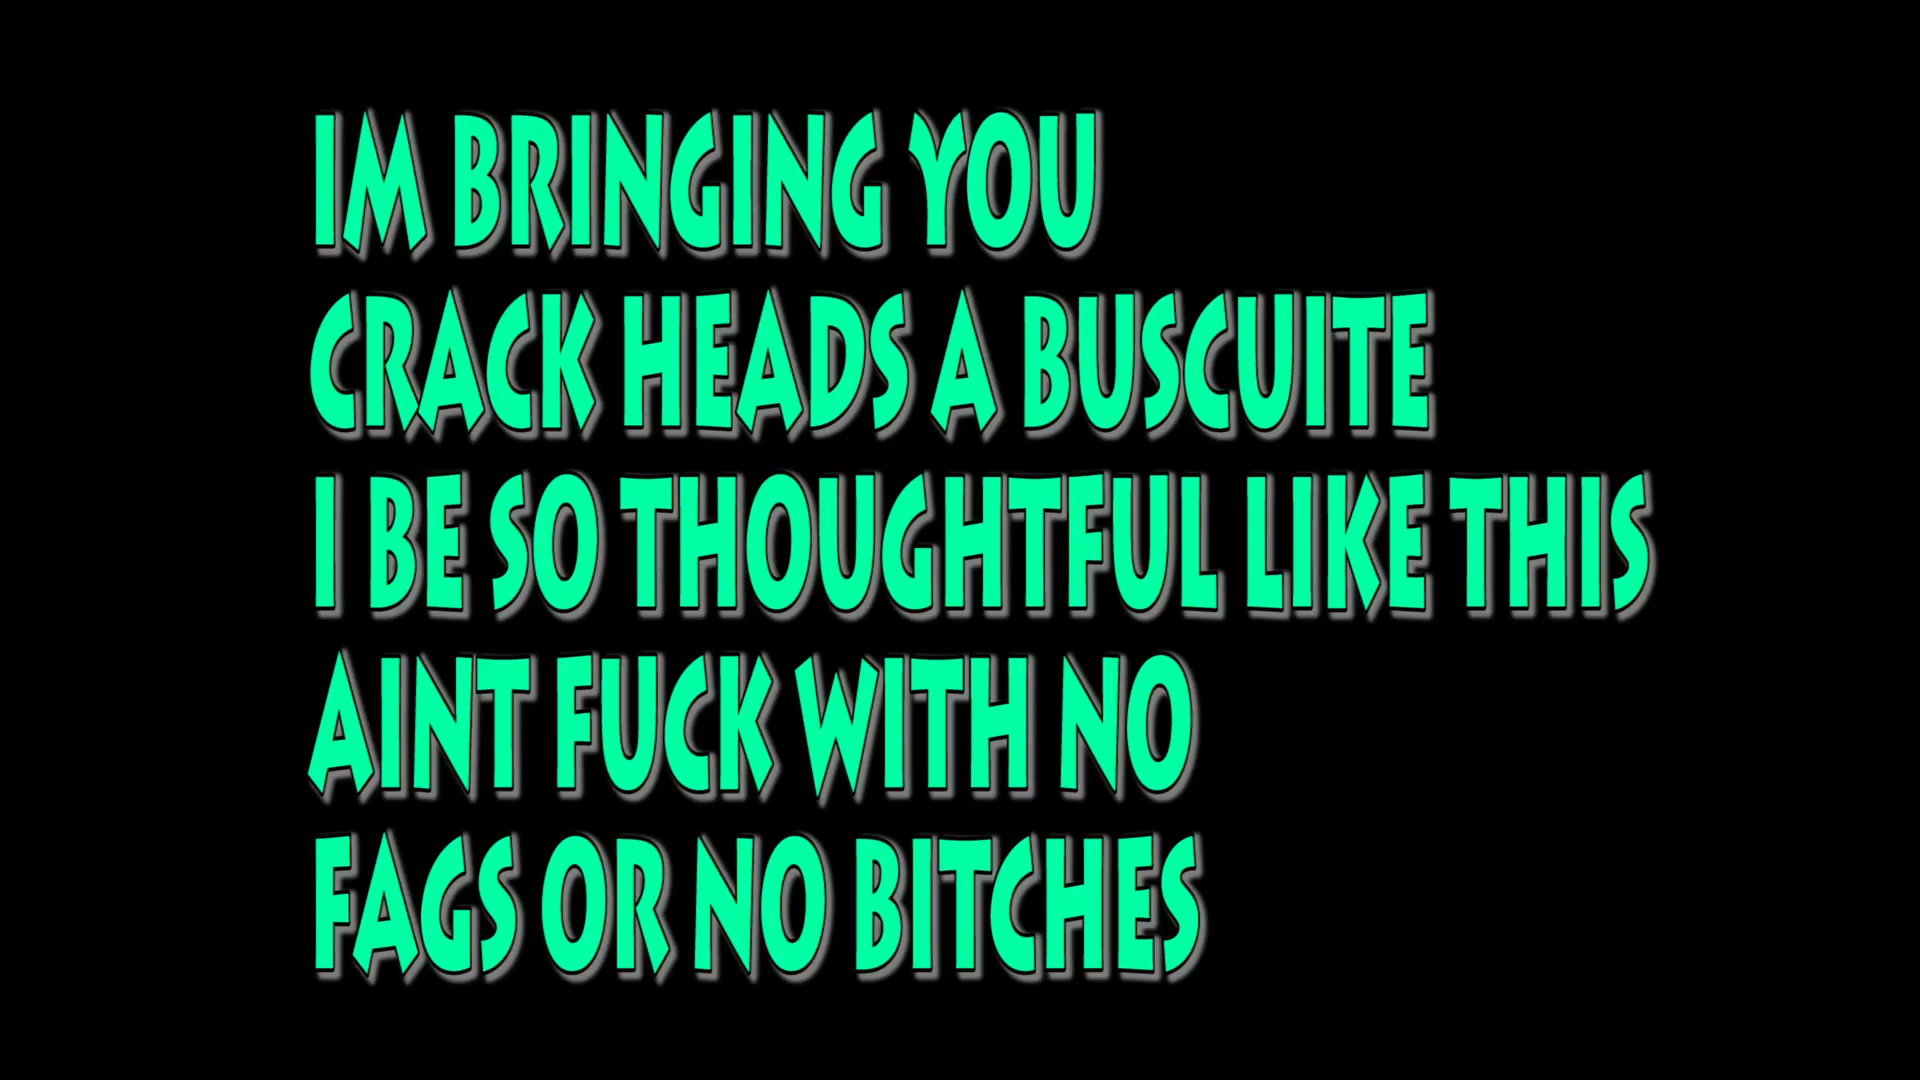 IM BRINGING YOU
CRACK HEADS A BUSCUITE
I BE SO THOUGHTFUL LIKE THIS
AINT FUCK WITH NO
FAGS OR NO BITCHES